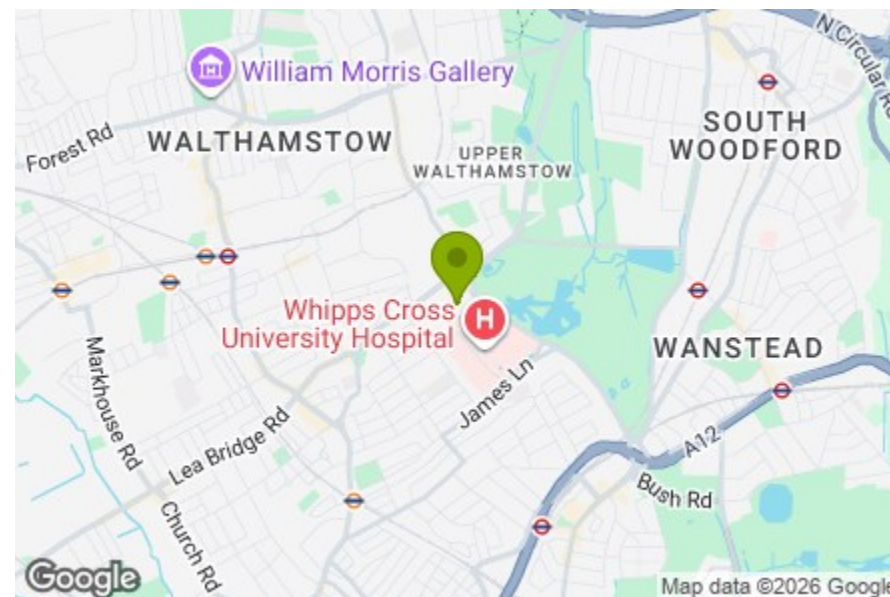 William Morris Gallery
N Circular Rd
SOUTH
WOODFORD
Forest Rd
WALTHAMSTOW
UPPER
WALTHAMSTOW
Whipps Cross
University Hospital
H
WANSTEAD
Markhouse Rd
James Ln
Lea Bridge Rd
A12
Bush Rd
Church Rd
Google
Map data ©2026 Google